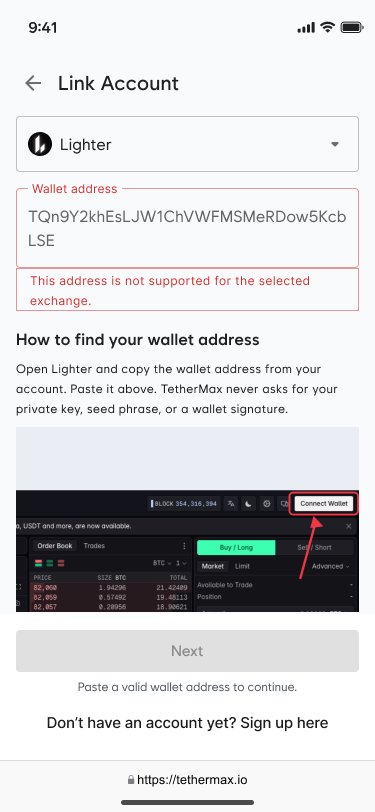 9:41
Link Account
Lighter
Wallet address
TQn9Y2khEsLJW1ChVWFMSMeRDow5Kcb
LSE
This address is not supported for the selected
exchange.
How to find your wallet address
Open Lighter and copy the wallet address from your
account. Paste it above. TetherMax never asks for your
private key, seed phrase, or a wallet signature.
BLOCK 354,316,394
Connect Wallet
, USDT and more, are now available.
Order Book Trades
Buy / Long Sell / Short
BTC 1
Market Limit Advanced
PRICE SIZE BTC TOTAL
82,060 1.94296 21.42409
Available to Trade -
82,059 0.57492 19.48113
Position -
82,057 0.20956 18.90621
Next
Paste a valid wallet address to continue.
Don’t have an account yet? Sign up here
https://tethermax.io